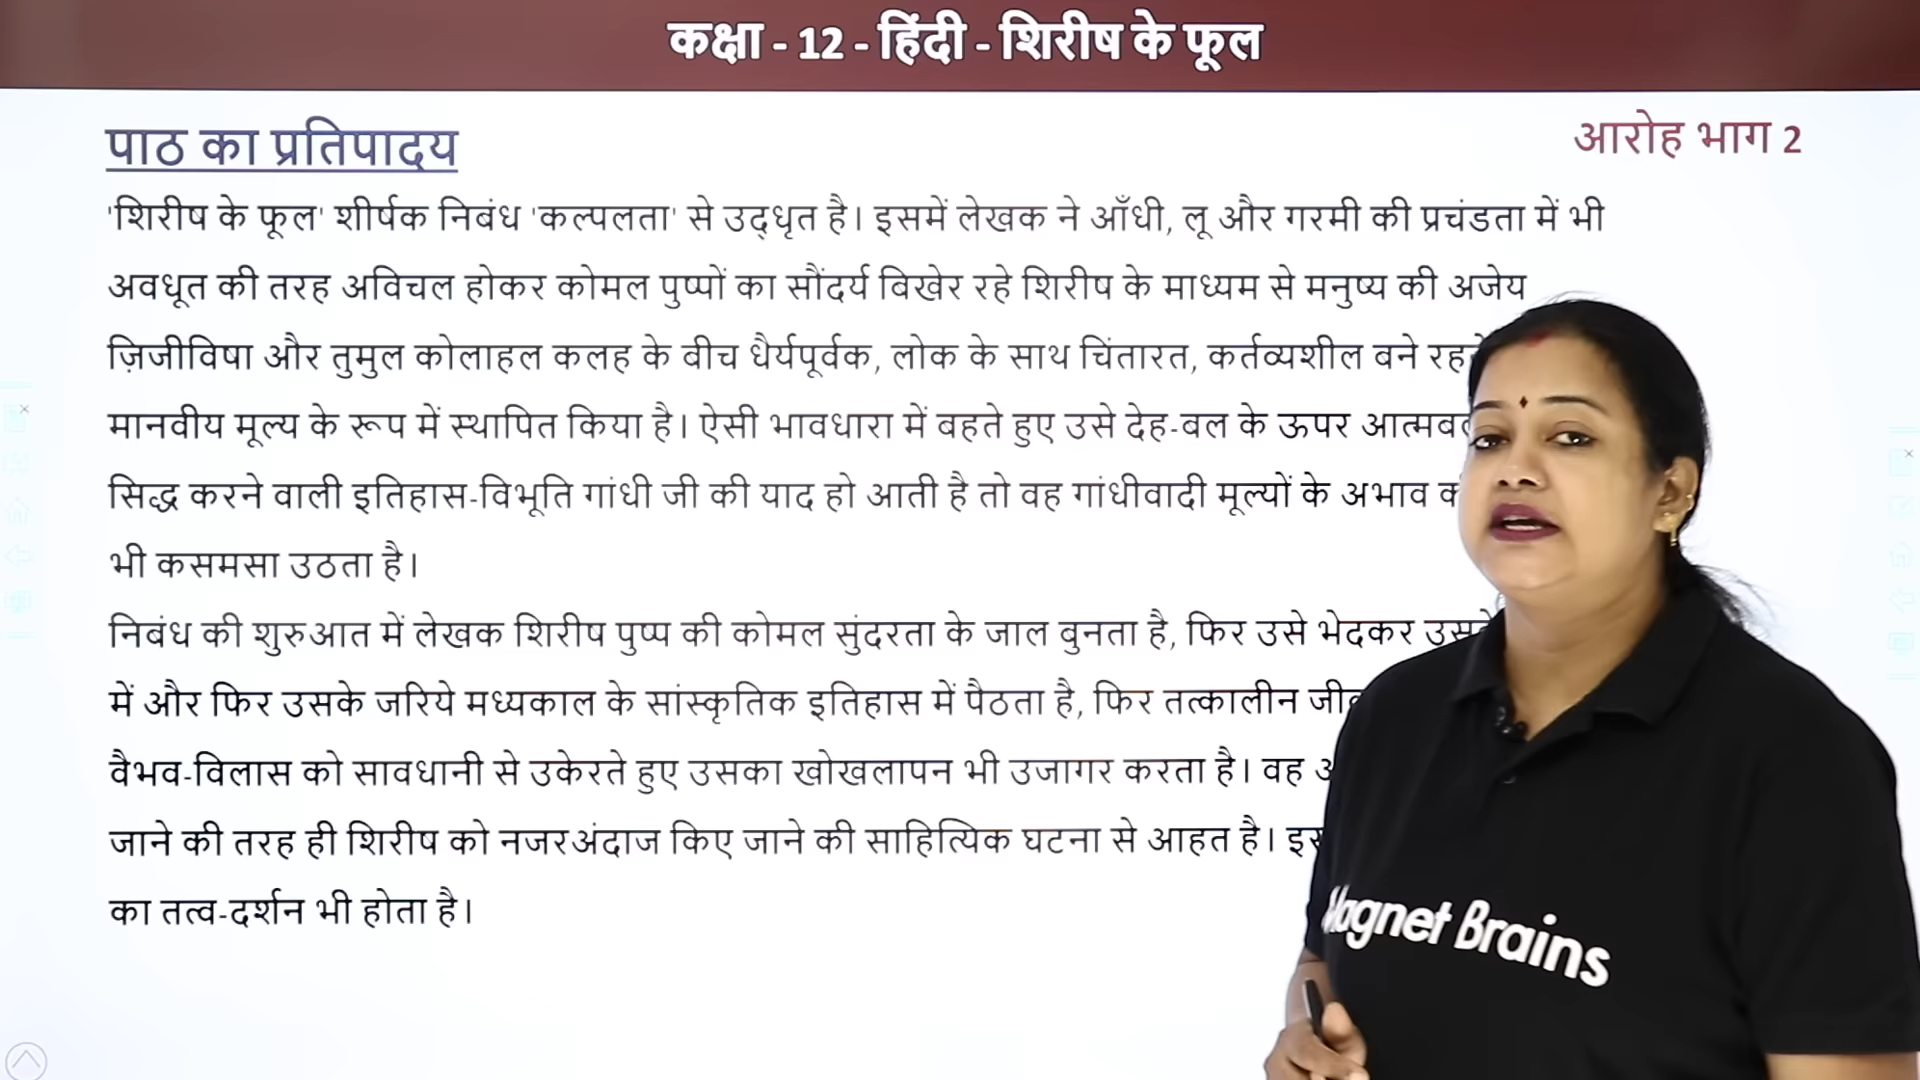 कक्षा - 12 - हिंदी - शिरीष के फूल
पाठ का प्रतिपादय
आरोह भाग 2
'शिरीष के फूल' शीर्षक निबंध 'कल्पलता' से उद्धृत है। इसमें लेखक ने आँधी, लू और गरमी की प्रचंडता में भी
अवधूत की तरह अविचल होकर कोमल पुष्पों का सौंदर्य बिखेर रहे शिरीष के माध्यम से मनुष्य की अजेय
ज़िजीविषा और तुमुल कोलाहल कलह के बीच धैर्यपूर्वक, लोक के साथ चिंतारत, कर्तव्यशील बने
मानवीय मूल्य के रूप में स्थापित किया है। ऐसी भावधारा में बहते हुए उसे देह-बल के ऊपर
सिद्ध करने वाली इतिहास-विभूति गांधी जी की याद हो आती है तो वह गांधीवादी मूल्यों के अभाव
भी कसमसा उठता है।
निबंध की शुरुआत में लेखक शिरीष पुष्प की कोमल सुंदरता के जाल बुनता है, फिर उसे भेदकर
में और फिर उसके जरिये मध्यकाल के सांस्कृतिक इतिहास में पैठता है, फिर तत्कालीन
वैभव-विलास को सावधानी से उकेरते हुए उसका खोखलापन भी उजागर करता है। वह
जाने की तरह ही शिरीष को नजरअंदाज किए जाने की साहित्यिक घटना से आहत है।
का तत्व-दर्शन भी होता है।
Magnet Brains